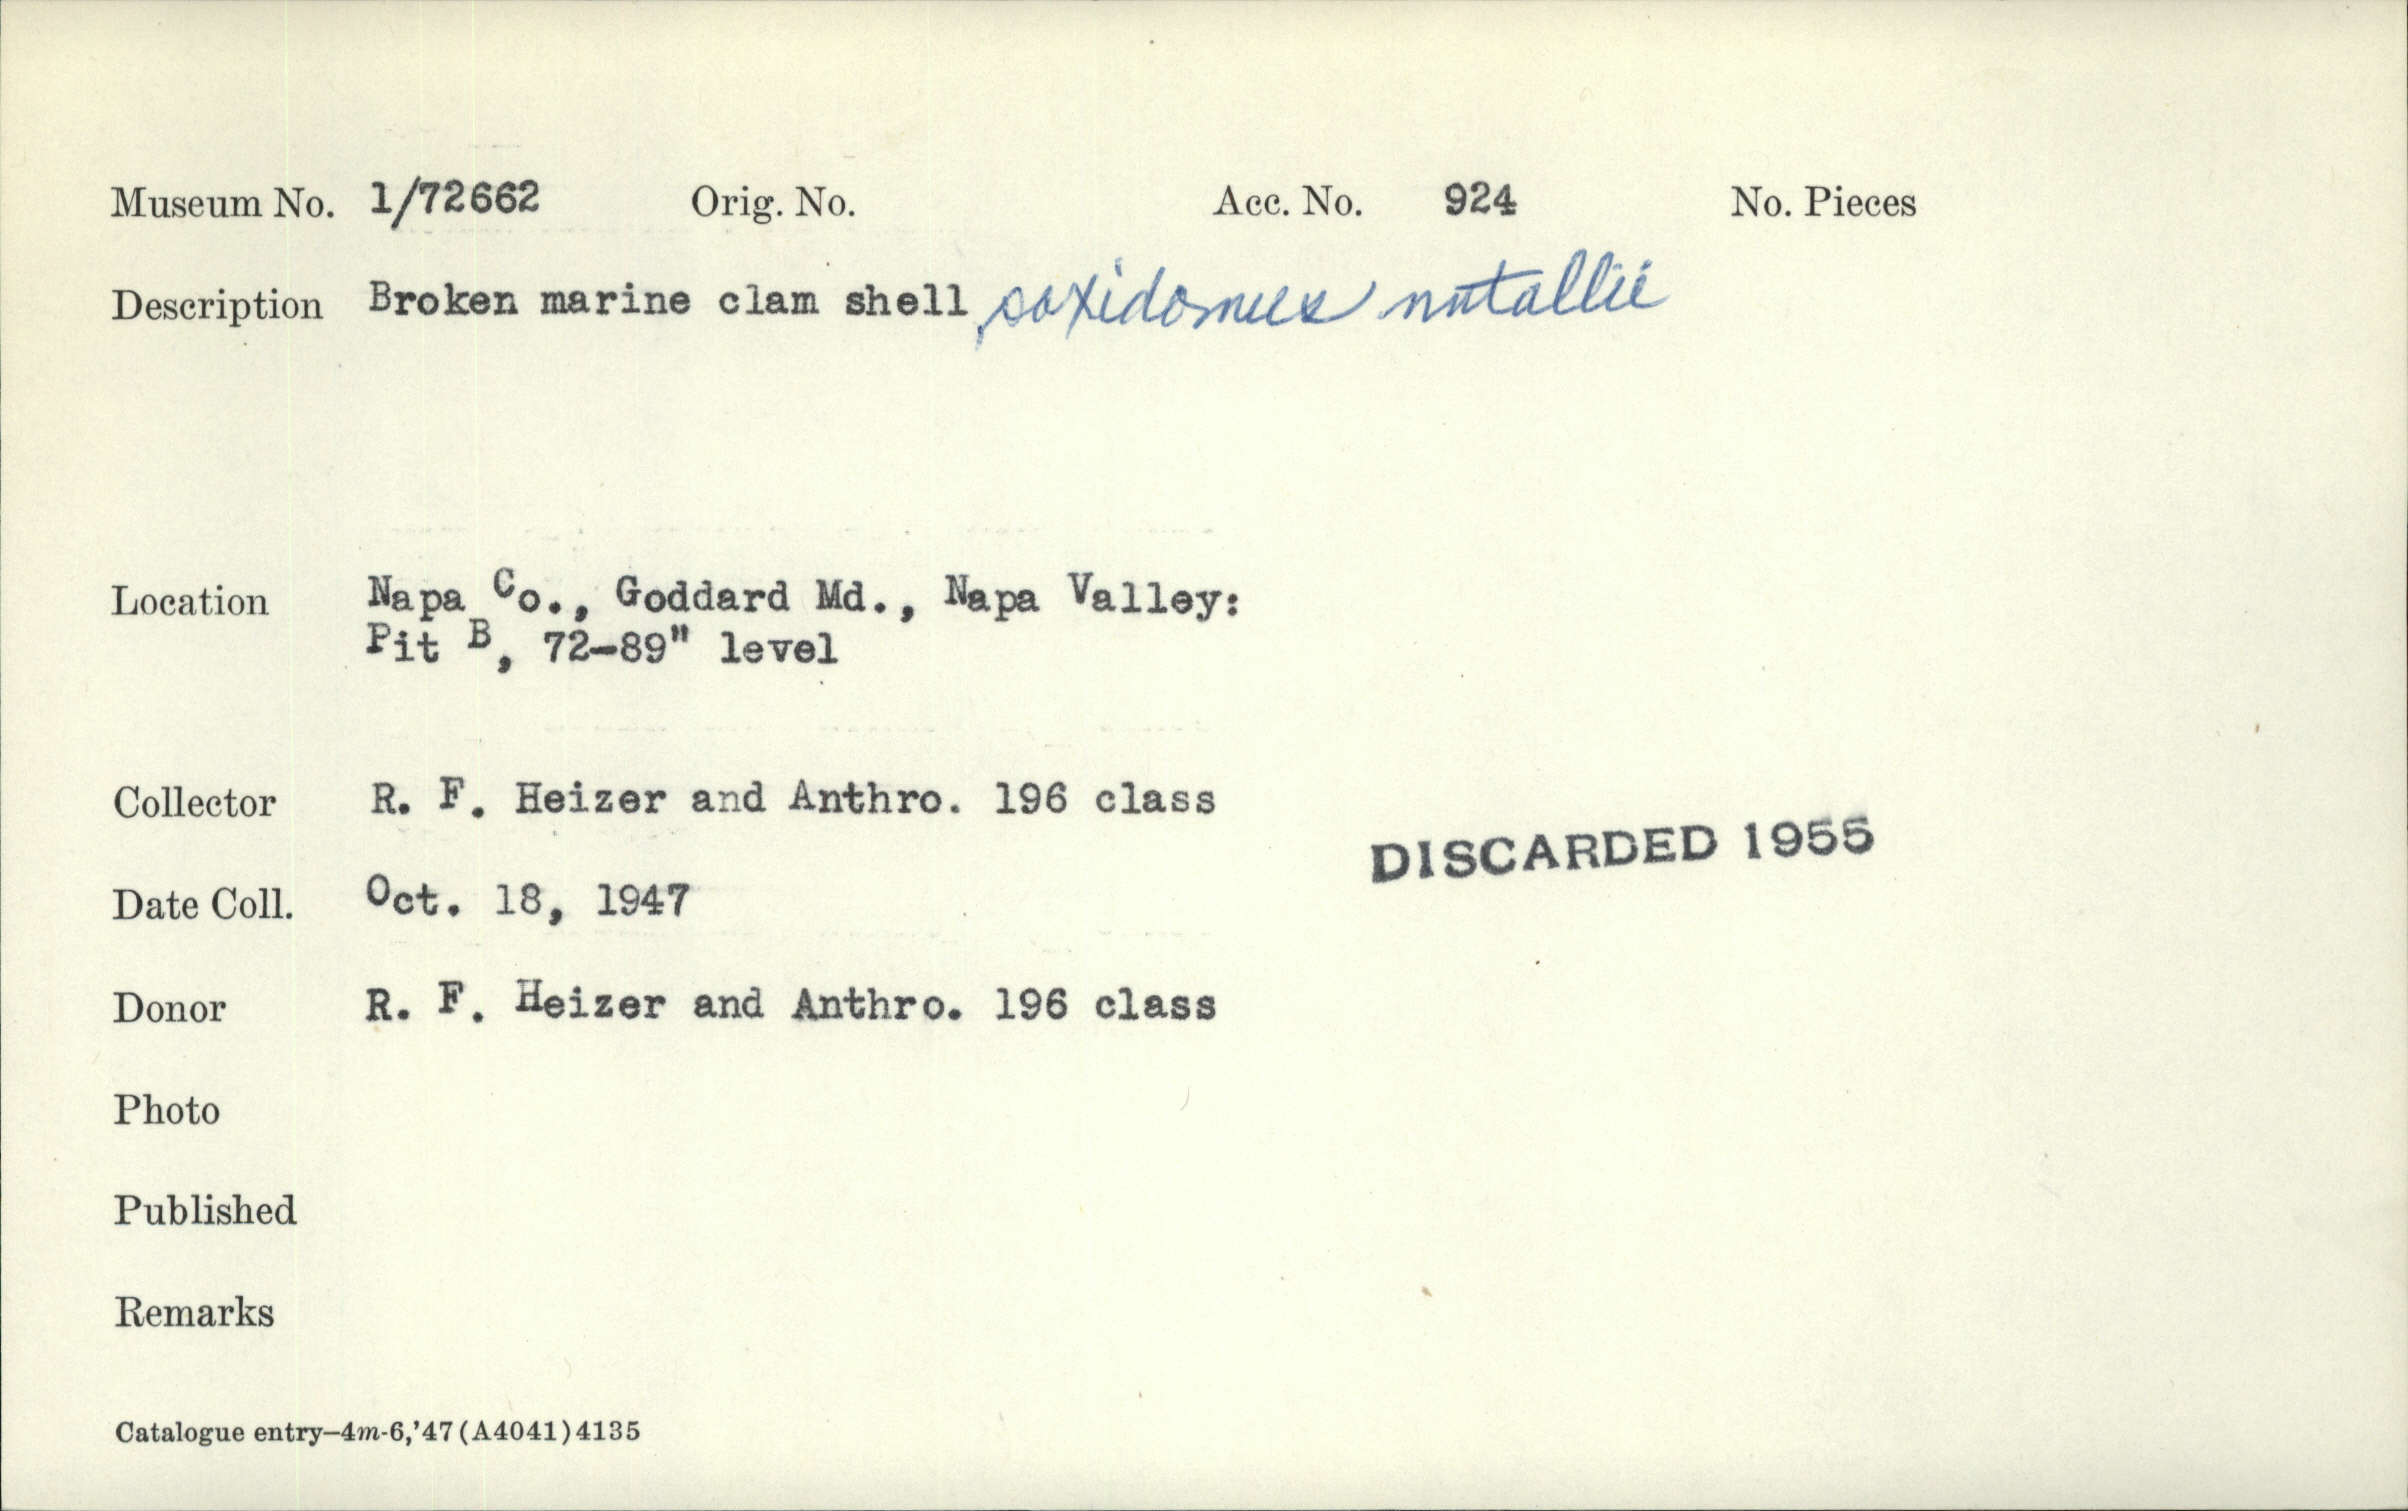 Museum No. 1/72662 Orig. No. Acc. No. 924 No. Pieces
Description Broken marine clam shell, saxidomus nutallii
Location Napa Co., Goddard Md., Napa Valley:
Pit B, 72-89" level
Collector R. F. Heizer and Anthro. 196 class
DISCARDED 1955
Date Coll. Oct. 18, 1947
Donor R. F. Heizer and Anthro. 196 class
Photo
Published
Remarks
Catalogue entry—4m-6,'47(A4041)4135